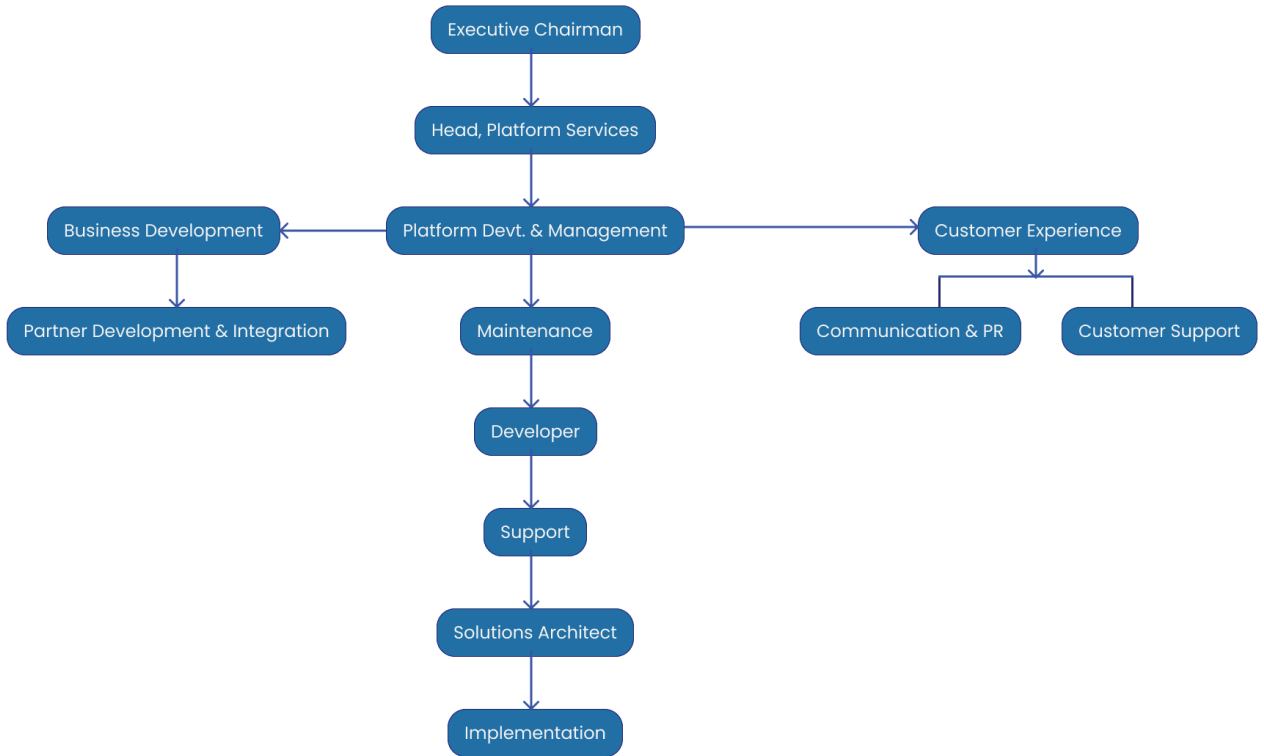 Executive Chairman
Head, Platform Services
Business Development
Platform Devt. & Management
Customer Experience
Partner Development & Integration
Maintenance
Communication & PR
Customer Support
Developer
Support
Solutions Architect
Implementation